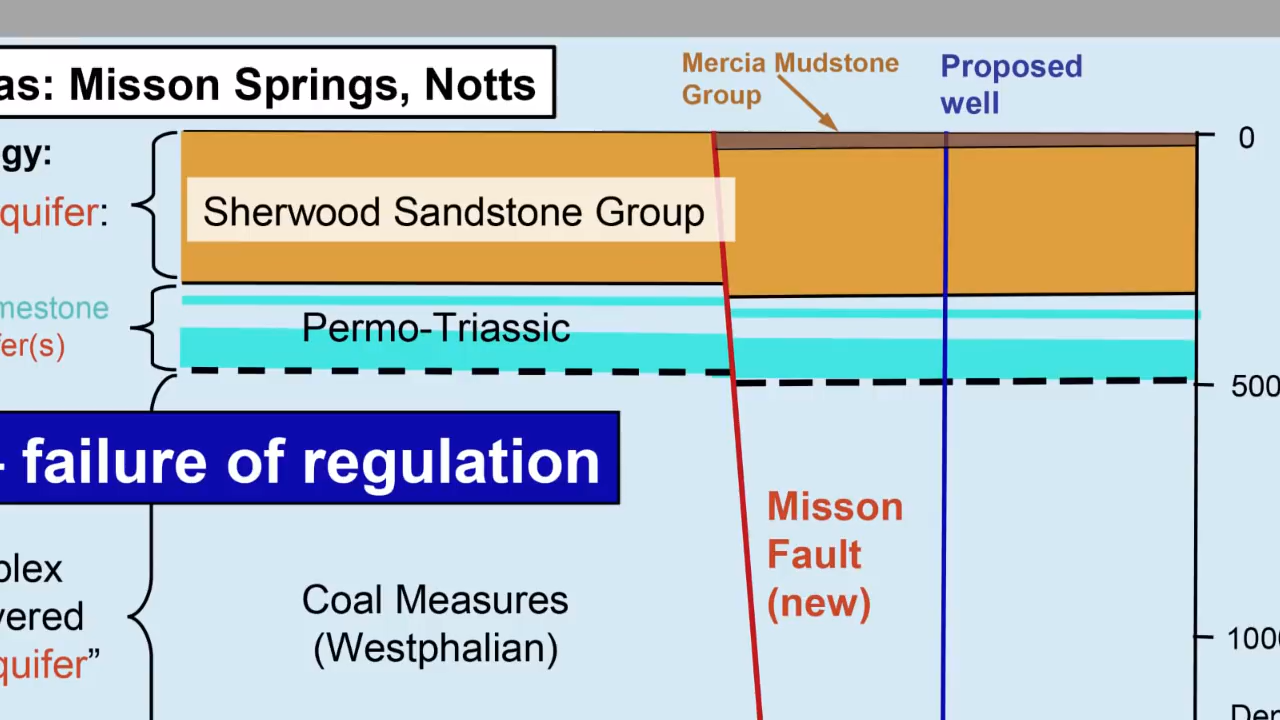 as: Misson Springs, Notts
Mercia Mudstone
Group
Proposed
well
gy:
quifer:
Sherwood Sandstone Group
0
mestone
fer(s)
Permo-Triassic
500
- failure of regulation
Misson
Fault
(new)
plex
vered
quifer”
Coal Measures
(Westphalian)
1000
Dep